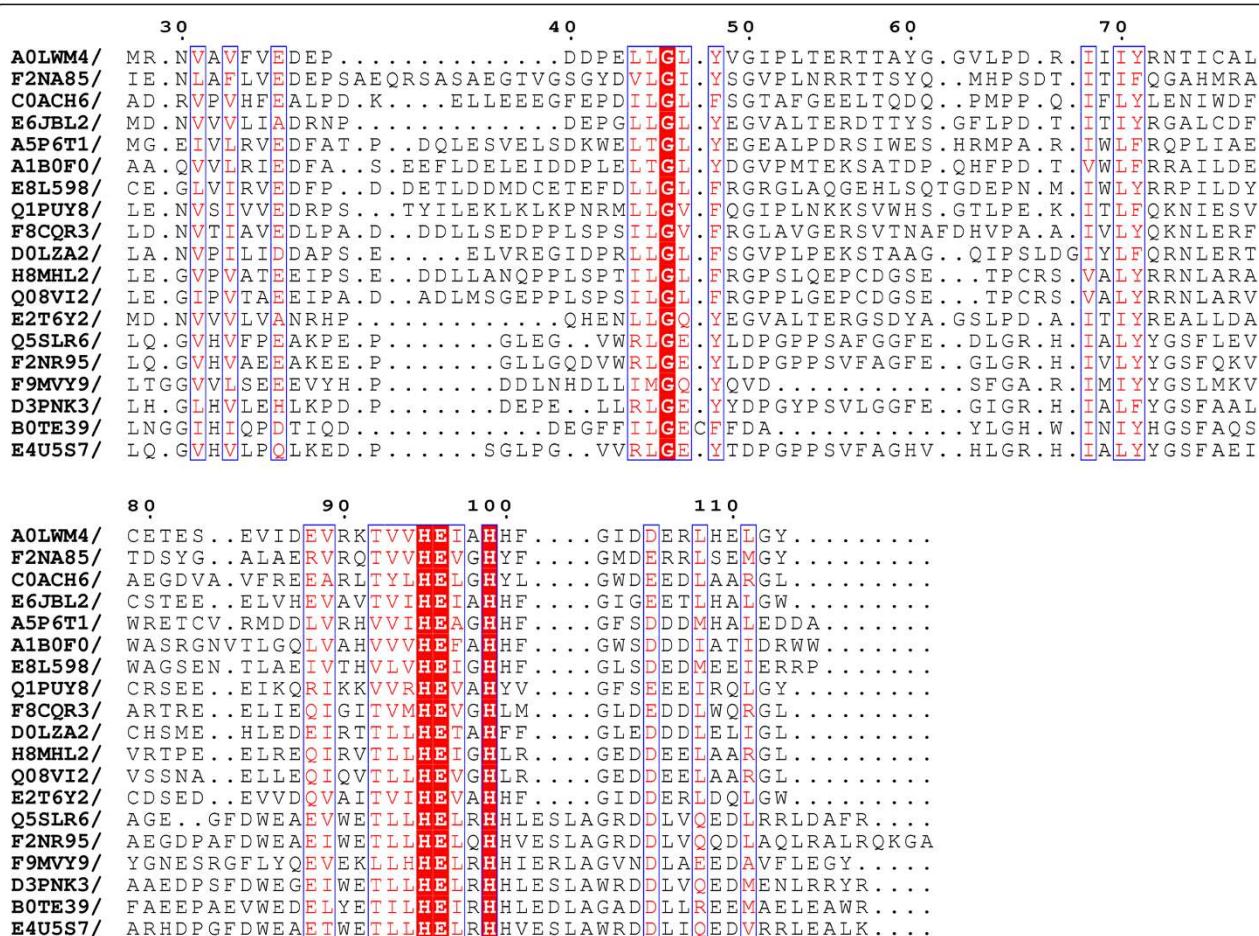 30 40 50 60 70
A0LWM4/ MR.NVAVFVEDEP...............DDPELLGL.YVGIPLTERTTAYG.GVLPD.R.IIIYRNTICAL
F2NA85/ IE.NLAFLVEDEPSAEQRSASAEGTVGSGYDVLGL.YSGVPLNRRTTSYQ..MHPSDT.ITIFQGAHMRA
C0ACH6/ AD.RVPVHFEALPD.K....ELLEEEGFEPDILGL.FSGTAFGEELTQDQ..PMPP.Q.IFLYLENIWDF
E6JBL2/ MD.NVVVLIADRNP...............DEPGLLGL.YEGVALTERDTTYS.GFLPD.T.ITIYRGALCDF
A5P6T1/ MG.EIVLRVEDFAT.P..DQLESVELSDKWELTGL.YEGEALPDRSIWES.HRMPA.R.IWLFRQPLIAE
A1B0F0/ AA.QVVLRIEDFA..S.EEFLDELEIDDPLELTGL.YDGVPMTEKSATDP.QHFPD.T.VWLFRRAILDE
E8L598/ CE.GLVIRVEDFP..D.DETLDDMDCETEFDLLGL.FRGRGLAQGEHLSQTGDEPN.M.IWLYRRPILDY
Q1PUY8/ LE.NVSIVVEDRPS...TYILEKLKLKPNRMLLGV.FQGIPLNKKSVWHS.GTLPE.K.ITLFQKNIESV
F8CQR3/ LD.NVTIAVEDLPA.D..DDLLSEDPPLSPSILGV.FRGLAVGERSVTNAFDHVPA.A.IVLYQKNLERF
D0LZA2/ LA.NVPILIDDAPS.E.....ELVREGIDPRLLGL.FSGVPLPEKSTAAG..QIPSLDGIYLFQRNLERT
H8MHL2/ LE.GVPVATEEIPS.E..DDLLANQPPLSPTILGL.FRGPSLQEPCDGSE...TPCRS.VALYRRNLARA
Q08VI2/ LE.GIPVTAEEIPA.D..ADLMSGEPPLSPSILGL.FRGPPLGEPCDGSE...TPCRS.VALYRRNLARV
E2T6Y2/ MD.NVVVLVANRHP..............QHENLLGQ.YEGVALTERGSDYA.GSLPD.A.ITIYREALLDA
Q5SLR6/ LQ.GVHVFPEAKPE.P.......GLEG..VWRLGE.YLDPGPPSAFGGFE..DLGR.H.IALYYGSFLEV
F2NR95/ LQ.GVHVAEEAKEE.P.......GLLGQDVWRLGE.YLDPGPPSVFAGFE..GLGR.H.IVLYYGSFQKV
F9MVY9/ LTGGVVLSEEEVYH.P.......DDLNHDLLIMGQ.YQVD.............SFGA.R.IMIYYGSLMKV
D3PNK3/ LH.GLHVLEHLKPD.P.......DEPE..LLRLGE.YYDPGYPSVLGGFE..GIGR.H.IALFYGSFAAL
B0TE39/ LNGGIHIQPDTIQD............DEGFFILGECFFDA.............YLGH.W.INIYHGSFAQS
E4U5S7/ LQ.GVHVLPQLKED.P.......SGLPG..VVRLGE.YTDPGPPSVFAGHV..HLGR.H.IALYYGSFAEI
80 90 100 110
A0LWM4/ CETES..EVIDEVRKTVVHEIAHHF....GIDDERLHELGY.........
F2NA85/ TDSYG..ALAERVRQTVVHEVGHYF....GMDERRLSEMGY.........
C0ACH6/ AEGDVA.VFREEARLTYLHELGHYL....GWDEEDLAARGL.........
E6JBL2/ CSTEE..ELVHEVAVTVIHEIAHHF....GIGEETLHALGW.........
A5P6T1/ WRETCV.RMDDLVRHVVIHEAGHHF....GFSDDDMHALEDDA.......
A1B0F0/ WASRGNVTLGQLVAHVVVHEFAHHF....GWSDDDIATIDRWW.......
E8L598/ WAGSEN.TLAEIVTHVLVHEIGHHF....GLSDEDMEEIERRP.......
Q1PUY8/ CRSEE..EIKQRIKKVVRHEVAHYV....GFSEEEIRQLGY.........
F8CQR3/ ARTRE..ELIEQIGITVMHEVGHLM....GLDEDDLWQRGL.........
D0LZA2/ CHSME..HLEDEIRTTLLHETAHFF....GLEDDDLELIGL.........
H8MHL2/ VRTPE..ELREQIRVTLLHEIGHLR....GEDDEELAARGL.........
Q08VI2/ VSSNA..ELLEQIQVTLLHEVGHLR....GEDDEELAARGL.........
E2T6Y2/ CDSED..EVVDQVAITVIHEVAHHF....GIDDERLDQLGW.........
Q5SLR6/ AGE..GFDWEAEVWETLLHELRHHLESLAGRDDLVQEDLRRLDAFR....
F2NR95/ AEGDPAFDWEAEIWETLLHELQHHVESLAGRDDLVQQDLAQLRALRQKGA
F9MVY9/ YGNESRGFLYQEVEKLLHHELRHHIERLAGVNDLAEEDAVFLEGY.....
D3PNK3/ AAEDPSFDWEGEIWETLLHELRHHLESLAWRDDLVQEDMENLRRYR....
B0TE39/ FAEEPAEVWEDELYETILHEIRHHLEDLAGADDLLREEMAELEAWR....
E4U5S7/ ARHDPGFDWEAETWETLLHELRHHVESLAWRDDLIQEDVRRLEALK....